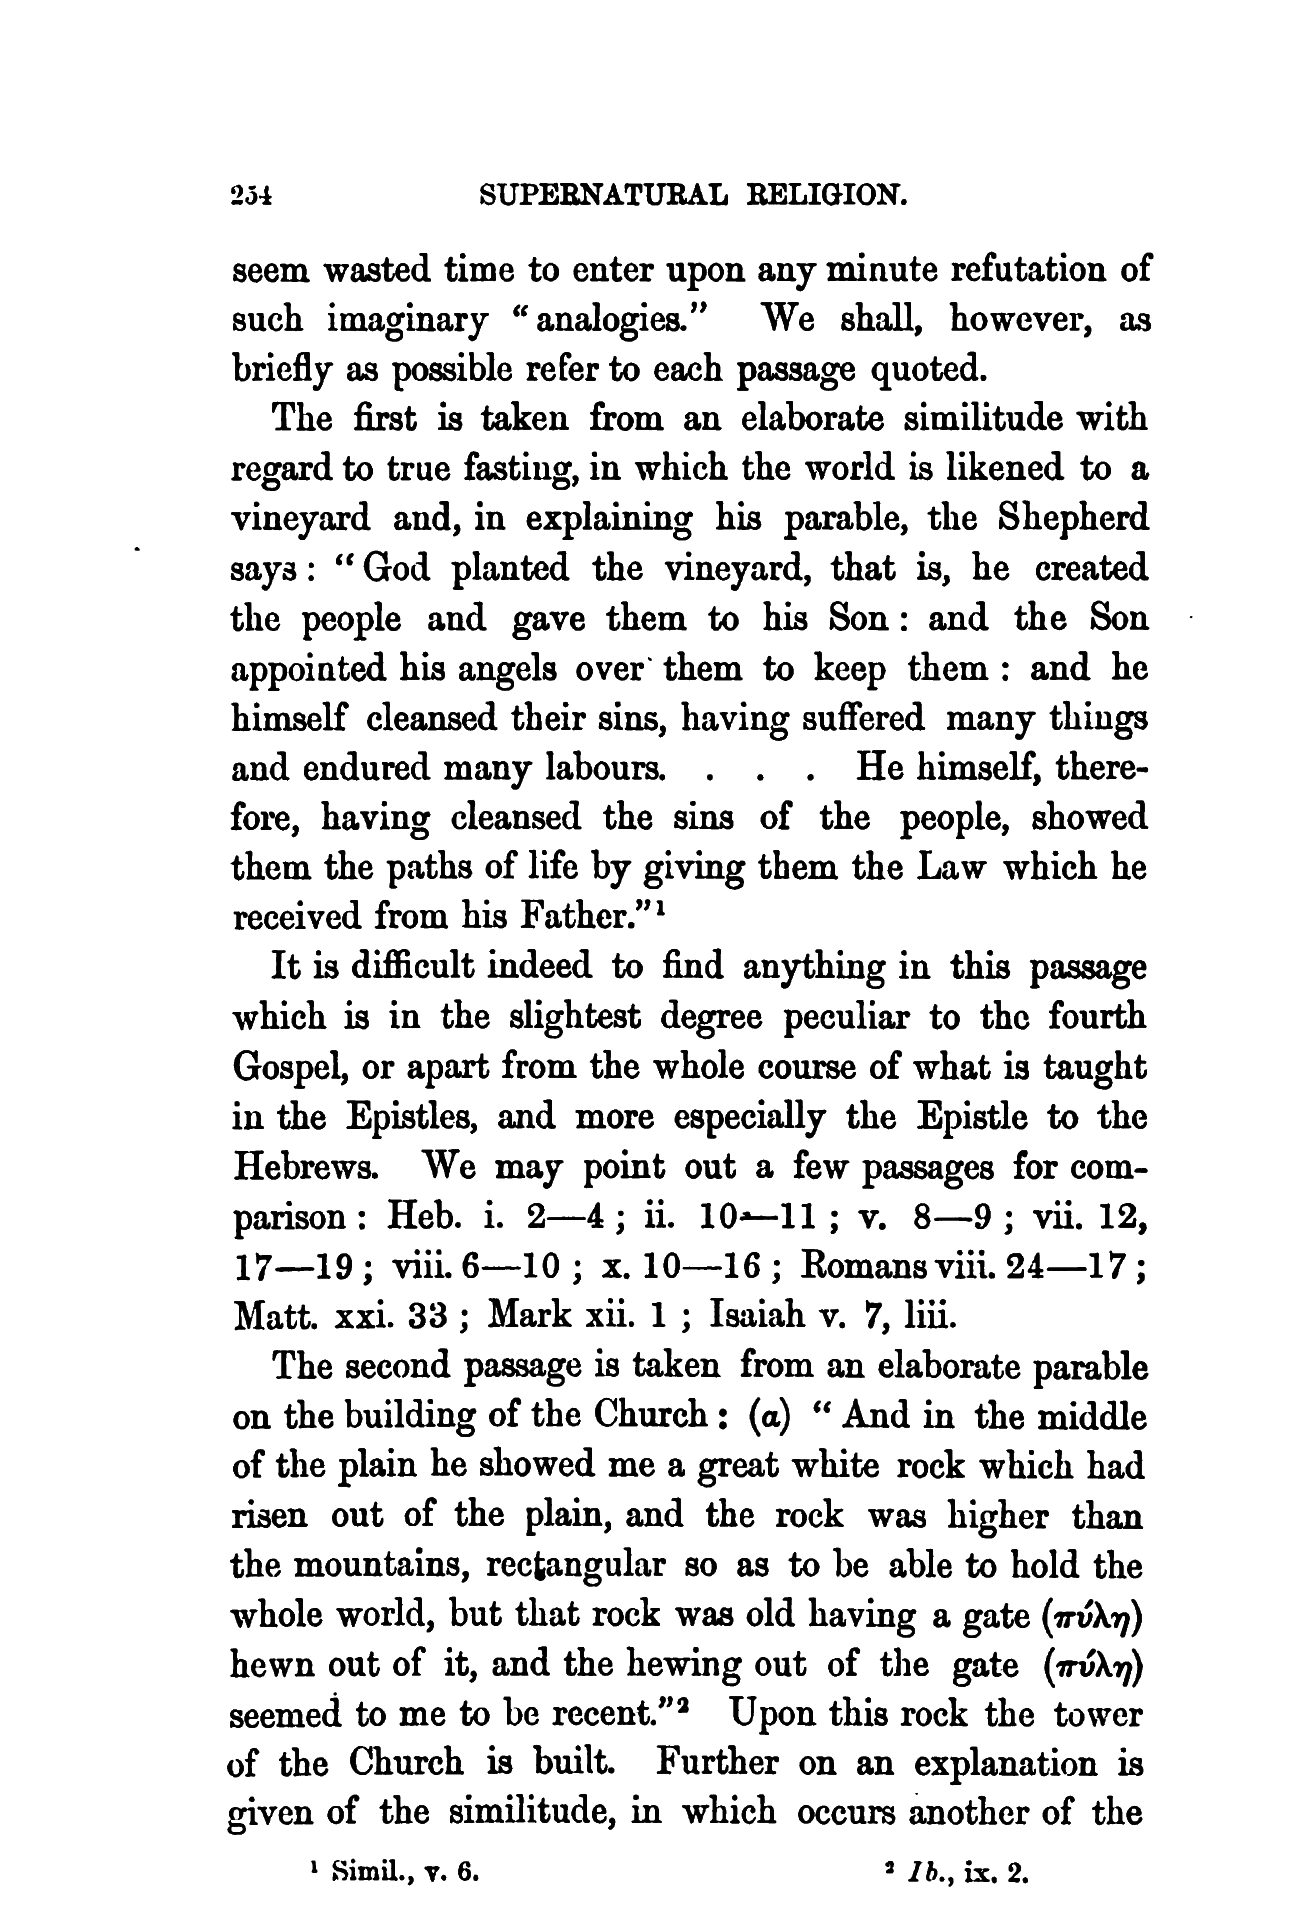 254 SUPERNATURAL RELIGION.
seem wasted time to enter upon any minute refutation of
such imaginary “analogies.” We shall, however, as
briefly as possible refer to each passage quoted.
The first is taken from an elaborate similitude with
regard to true fasting, in which the world is likened to a
vineyard and, in explaining his parable, the Shepherd
says: “God planted the vineyard, that is, he created
the people and gave them to his Son: and the Son
appointed his angels over them to keep them: and he
himself cleansed their sins, having suffered many things
and endured many labours. . . . He himself, there-
fore, having cleansed the sins of the people, showed
them the paths of life by giving them the Law which he
received from his Father.”¹
It is difficult indeed to find anything in this passage
which is in the slightest degree peculiar to the fourth
Gospel, or apart from the whole course of what is taught
in the Epistles, and more especially the Epistle to the
Hebrews. We may point out a few passages for com-
parison: Heb. i. 2—4; ii. 10—11; v. 8—9; vii. 12,
17—19; viii. 6—10; x. 10—16; Romans viii. 24—17;
Matt. xxi. 33; Mark xii. 1; Isaiah v. 7, liii.
The second passage is taken from an elaborate parable
on the building of the Church: (α) “And in the middle
of the plain he showed me a great white rock which had
risen out of the plain, and the rock was higher than
the mountains, rectangular so as to be able to hold the
whole world, but that rock was old having a gate (πύλη)
hewn out of it, and the hewing out of the gate (πύλη)
seemed to me to be recent.”² Upon this rock the tower
of the Church is built. Further on an explanation is
given of the similitude, in which occurs another of the
¹ Simil., v. 6. ² Ib., ix. 2.